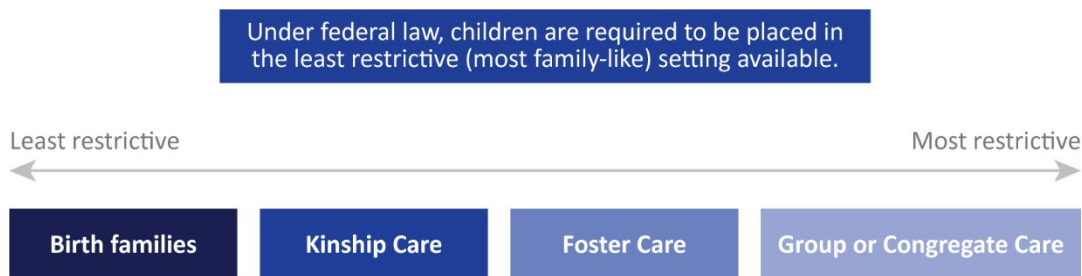 Under federal law, children are required to be placed in
the least restrictive (most family-like) setting available.
Least restrictive
Most restrictive
Birth families
Kinship Care
Foster Care
Group or Congregate Care